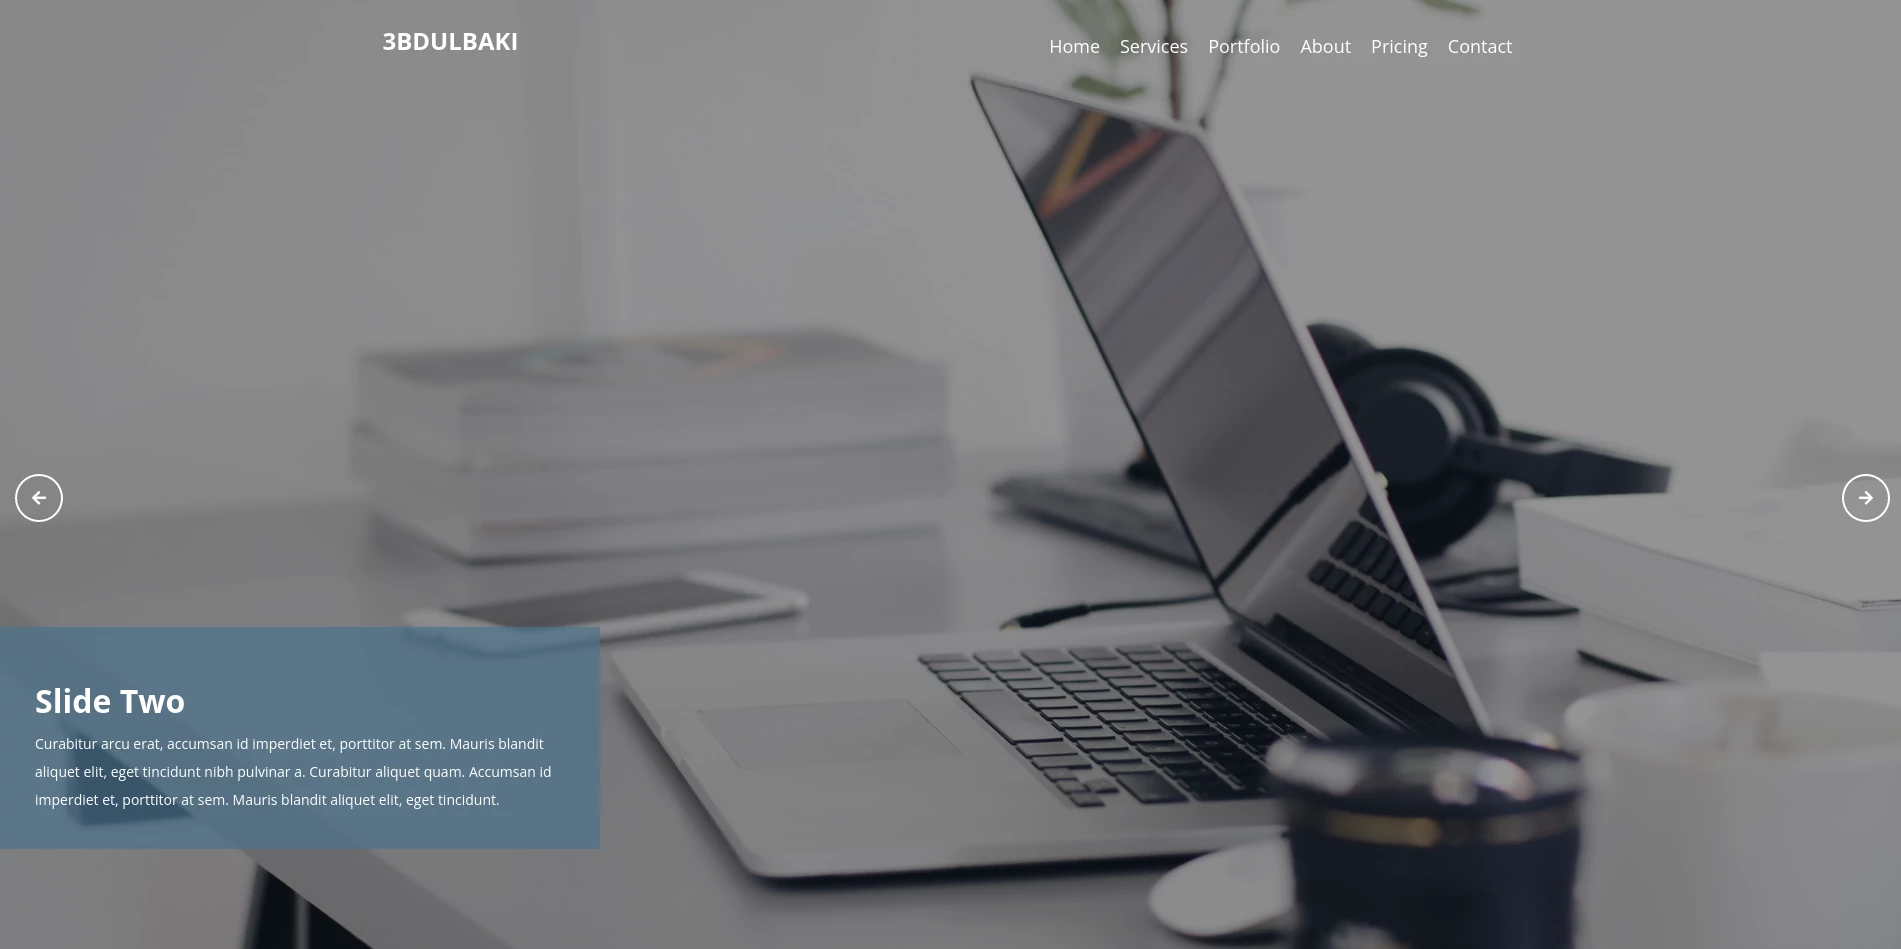 3BDULBAKI
Home Services Portfolio About Pricing Contact
Slide Two
Curabitur arcu erat, accumsan id imperdiet et, porttitor at sem. Mauris blandit
aliquet elit, eget tincidunt nibh pulvinar a. Curabitur aliquet quam. Accumsan id
imperdiet et, porttitor at sem. Mauris blandit aliquet elit, eget tincidunt.